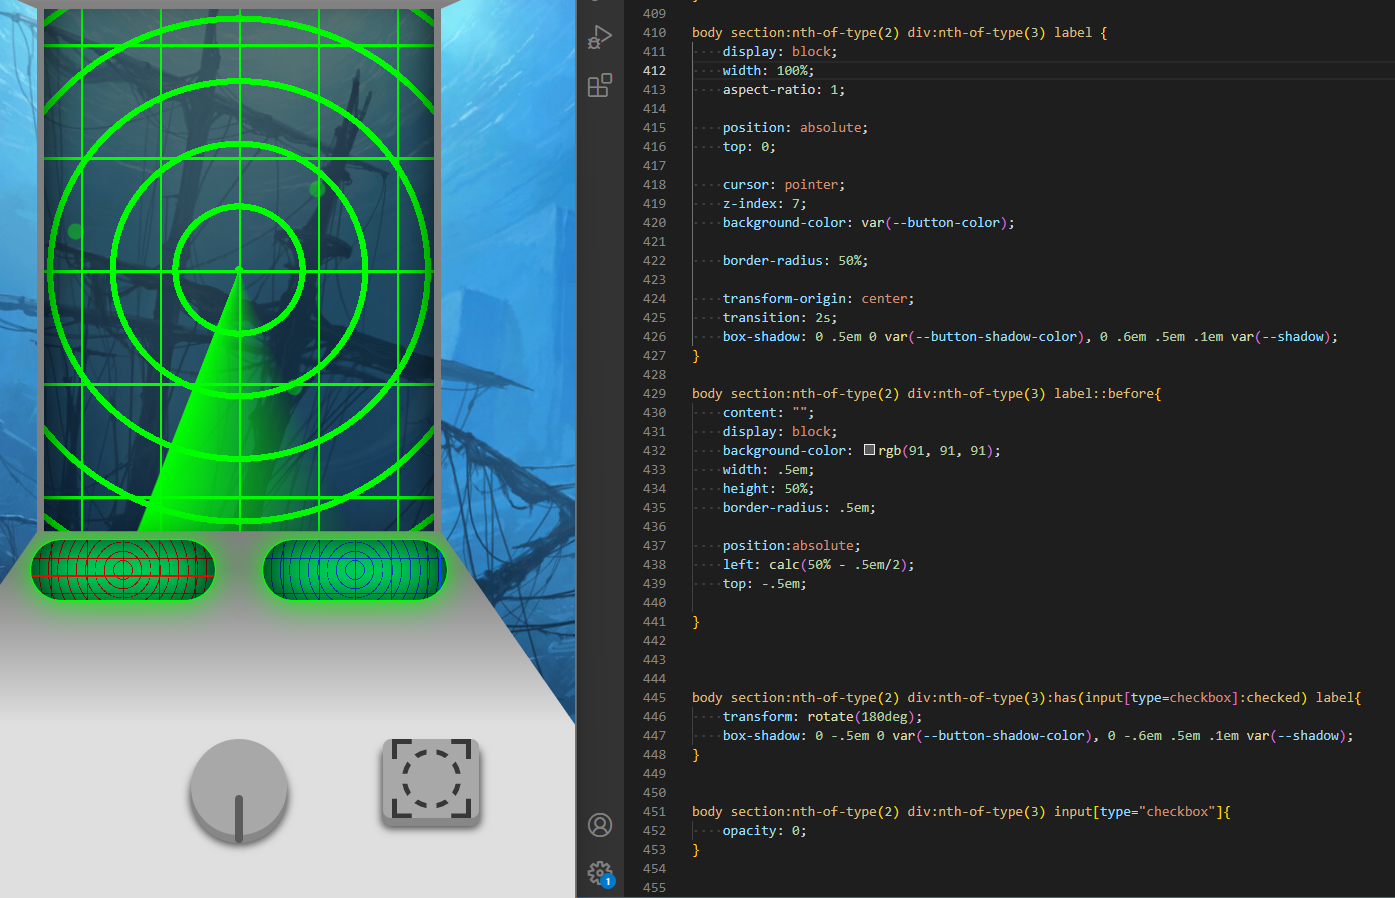 409
410 body section:nth-of-type(2) div:nth-of-type(3) label {
411 ····display: block;
412 ····width: 100%;
413 ····aspect-ratio: 1;
414
415 ····position: absolute;
416 ····top: 0;
417
418 ····cursor: pointer;
419 ····z-index: 7;
420 ····background-color: var(--button-color);
421
422 ····border-radius: 50%;
423
424 ····transform-origin: center;
425 ····transition: 2s;
426 ····box-shadow: 0 .5em 0 var(--button-shadow-color), 0 .6em .5em .1em var(--shadow);
427 }
428
429 body section:nth-of-type(2) div:nth-of-type(3) label::before{
430 ····content: "";
431 ····display: block;
432 ····background-color: rgb(91, 91, 91);
433 ····width: .5em;
434 ····height: 50%;
435 ····border-radius: .5em;
436
437 ····position:absolute;
438 ····left: calc(50% - .5em/2);
439 ····top: -.5em;
440 ····
441 }
442
443
444
445 body section:nth-of-type(2) div:nth-of-type(3):has(input[type=checkbox]:checked) label{
446 ····transform: rotate(180deg);
447 ····box-shadow: 0 -.5em 0 var(--button-shadow-color), 0 -.6em .5em .1em var(--shadow);
448 }
449
450
451 body section:nth-of-type(2) div:nth-of-type(3) input[type="checkbox"]{
452 ····opacity: 0;
453 }
454
455
1